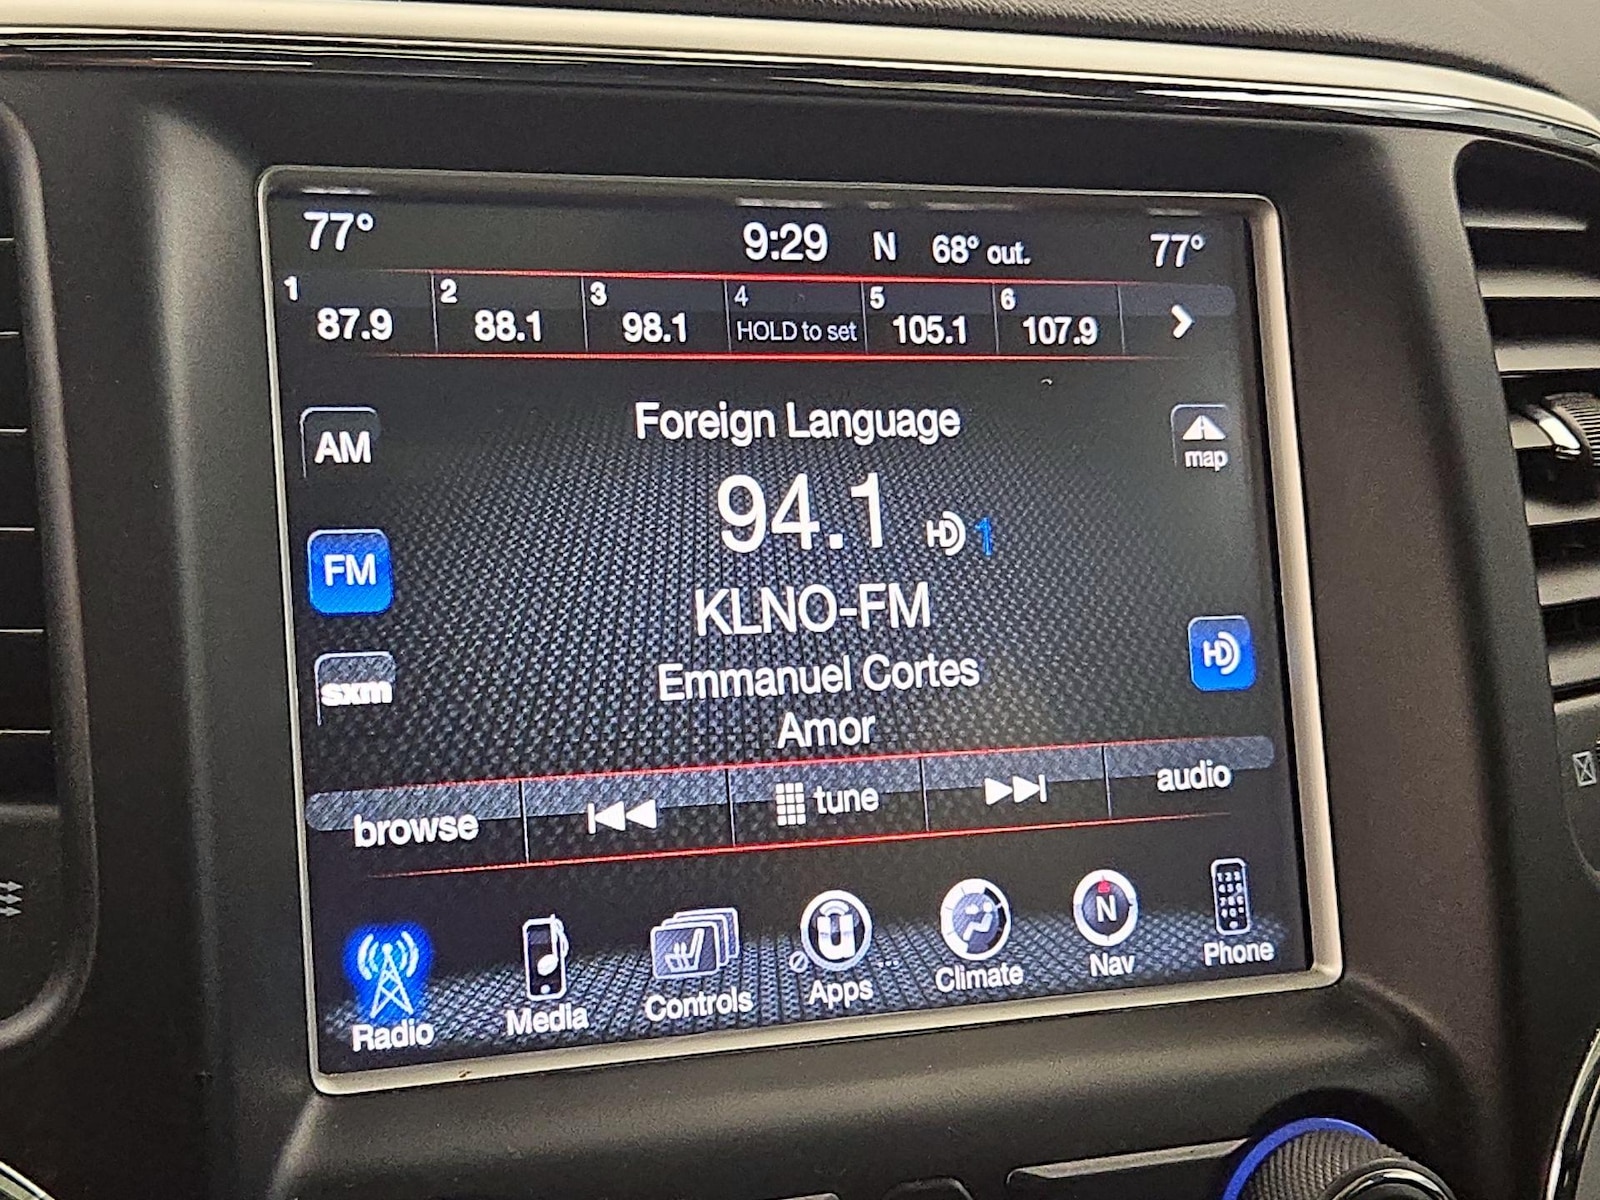 77° 9:29 N 68° out. 77°
1 2 3 4 5 6
87.9 88.1 98.1 HOLD to set 105.1 107.9
Foreign Language
AM
map
94.1 HD 1
FM
KLNO-FM
HD
Emmanuel Cortes
sxm
Amor
browse tune audio
Radio Media Controls Apps Climate Nav Phone
N